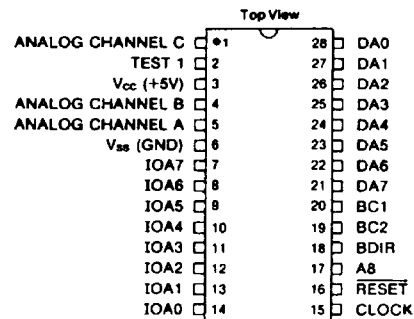 Top View
ANALOG CHANNEL C 1 28 DA0
TEST 1 2 27 DA1
Vcc (+5V) 3 26 DA2
ANALOG CHANNEL B 4 25 DA3
ANALOG CHANNEL A 5 24 DA4
Vss (GND) 6 23 DA5
IOA7 7 22 DA6
IOA6 8 21 DA7
IOA5 9 20 BC1
IOA4 10 19 BC2
IOA3 11 18 BDIR
IOA2 12 17 A8
IOA1 13 16 RESET
IOA0 14 15 CLOCK